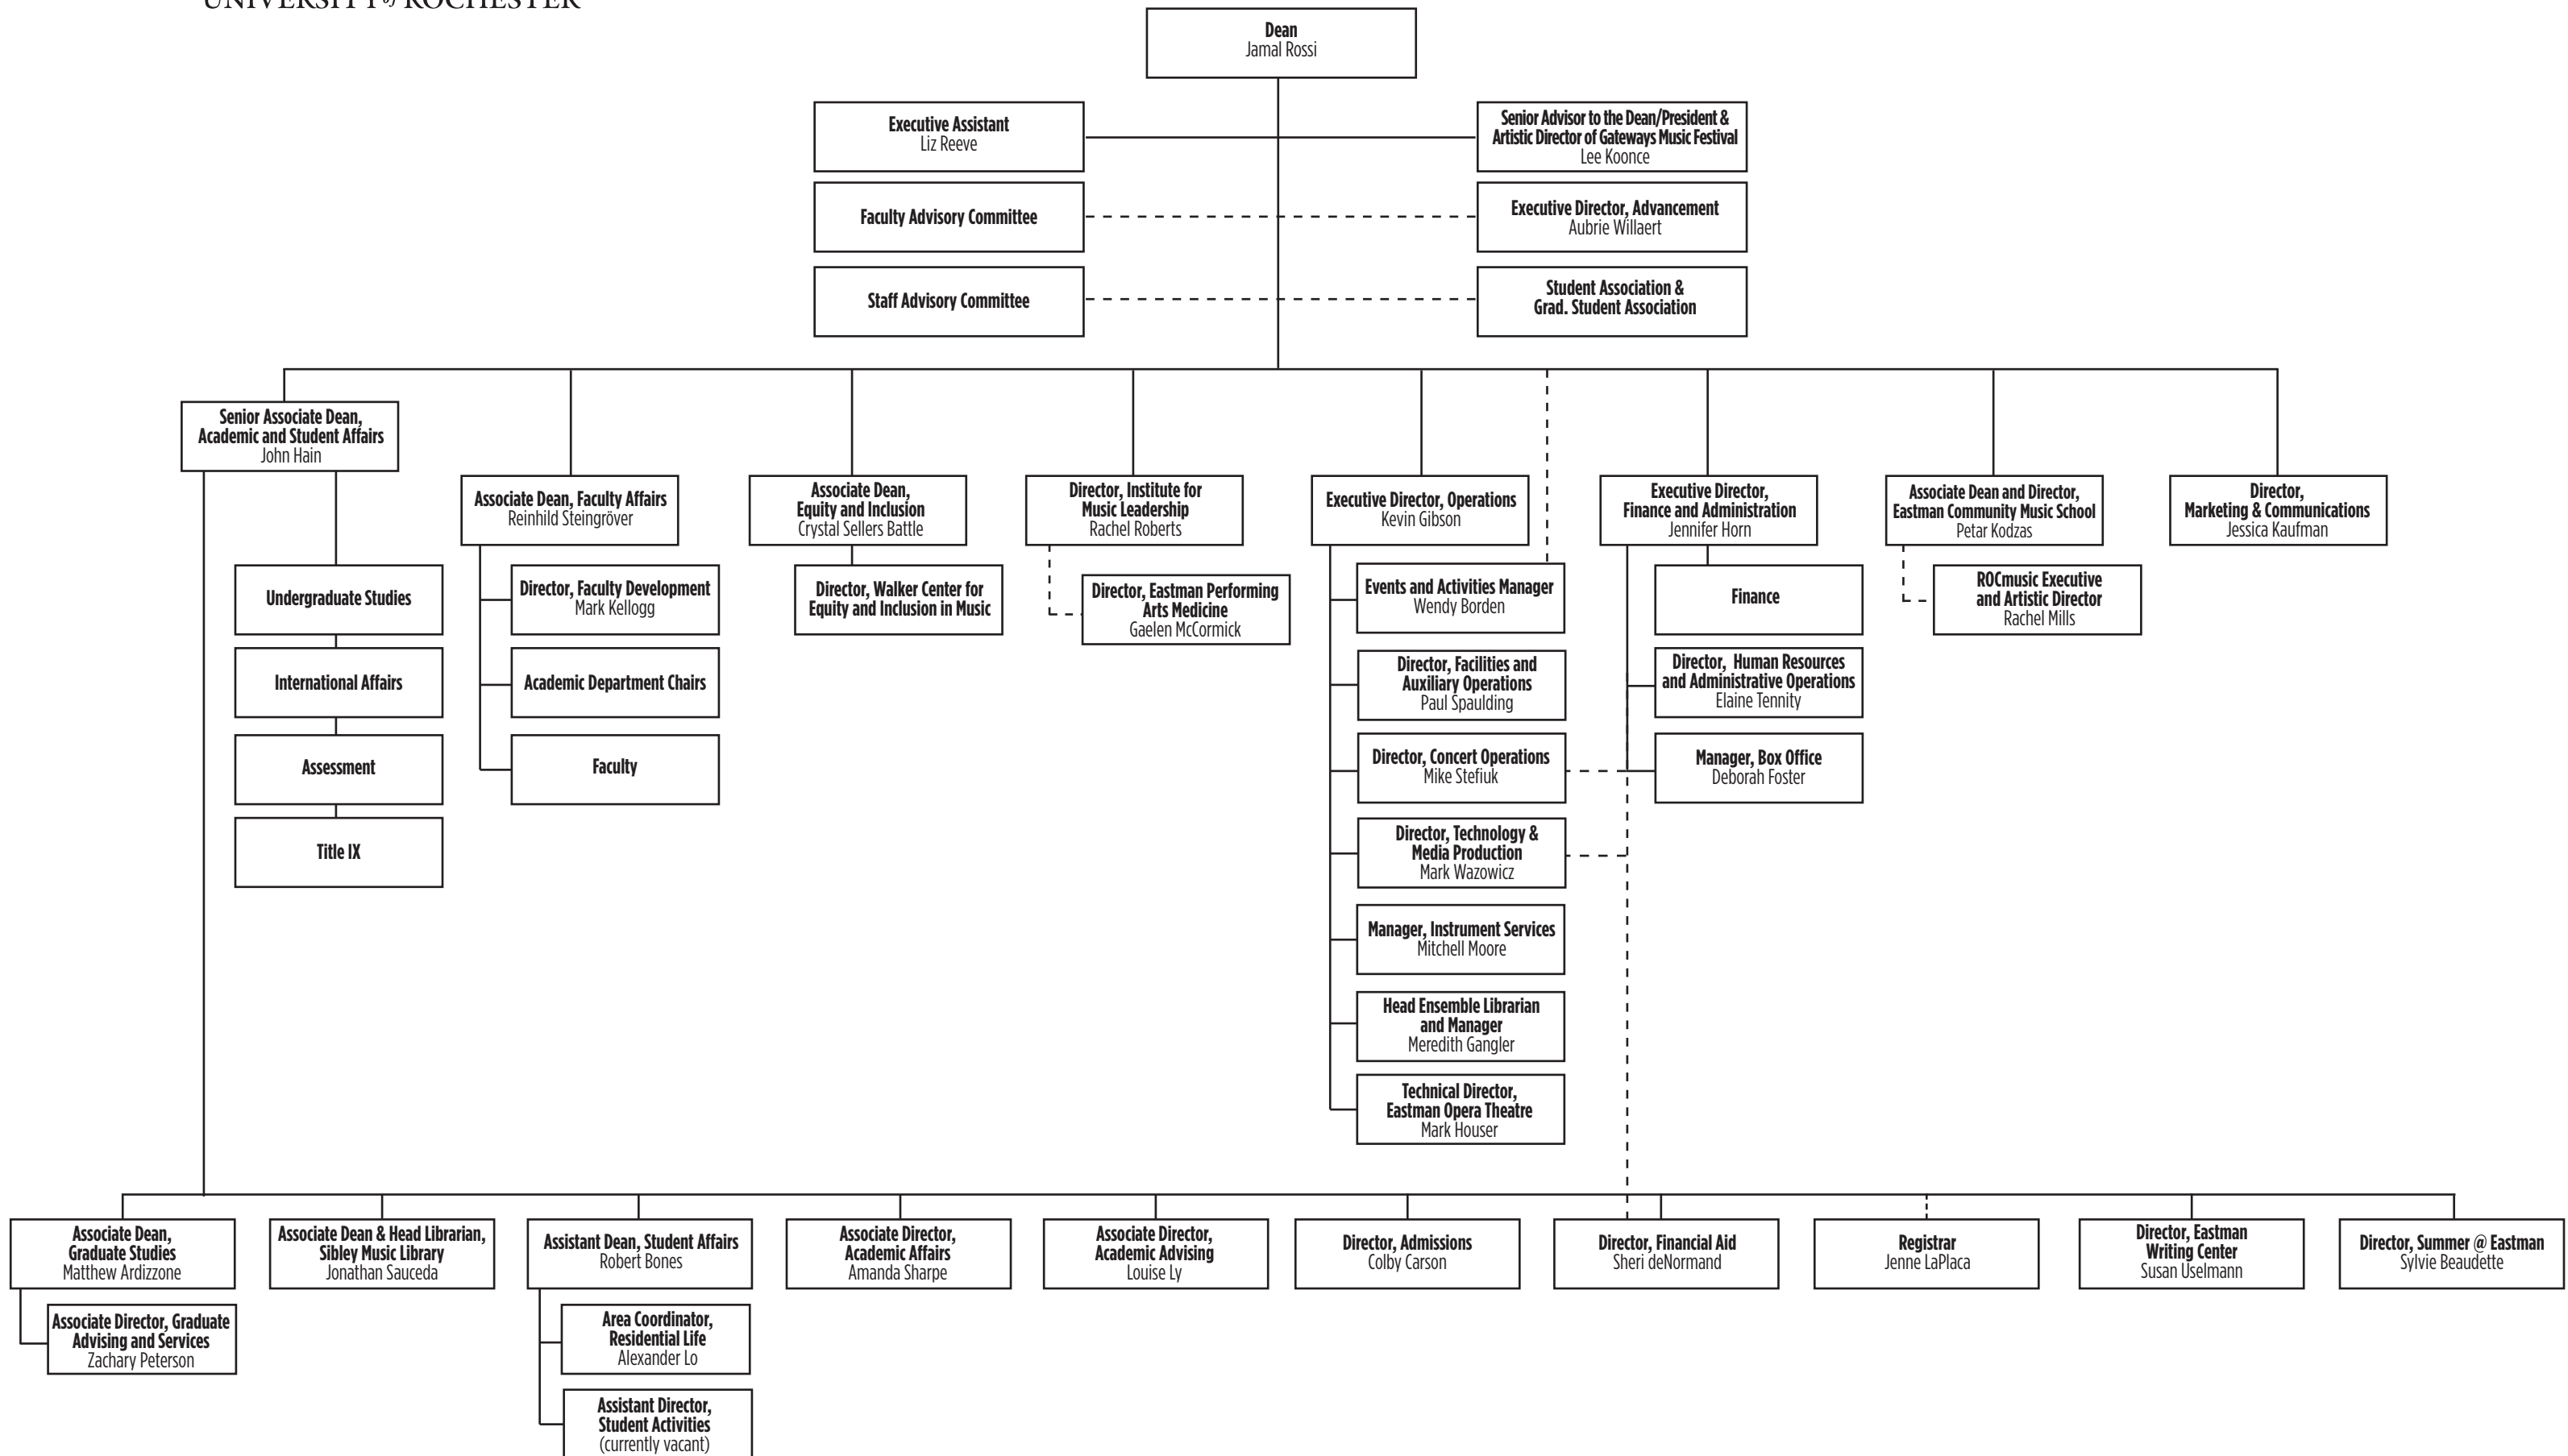 UNIVERSITY of ROCHESTER
Dean
Jamal Rossi
Executive Assistant
Liz Reeve
Senior Advisor to the Dean/President &
Artistic Director of Gateways Music Festival
Lee Koonce
Faculty Advisory Committee
Executive Director, Advancement
Aubrie Willaert
Staff Advisory Committee
Student Association &
Grad. Student Association
Senior Associate Dean,
Academic and Student Affairs
John Hain
Associate Dean, Faculty Affairs
Reinhild Steingröver
Associate Dean,
Equity and Inclusion
Crystal Sellers Battle
Director, Institute for
Music Leadership
Rachel Roberts
Executive Director, Operations
Kevin Gibson
Executive Director,
Finance and Administration
Jennifer Horn
Associate Dean and Director,
Eastman Community Music School
Petar Kodzas
Director,
Marketing & Communications
Jessica Kaufman
Undergraduate Studies
International Affairs
Assessment
Title IX
Director, Faculty Development
Mark Kellogg
Academic Department Chairs
Faculty
Director, Walker Center for
Equity and Inclusion in Music
Director, Eastman Performing
Arts Medicine
Gaelen McCormick
Events and Activities Manager
Wendy Borden
Director, Facilities and
Auxiliary Operations
Paul Spaulding
Director, Concert Operations
Mike Stefiuk
Director, Technology &
Media Production
Mark Wazowicz
Manager, Instrument Services
Mitchell Moore
Head Ensemble Librarian
and Manager
Meredith Gangler
Technical Director,
Eastman Opera Theatre
Mark Houser
Finance
Director, Human Resources
and Administrative Operations
Elaine Tennity
Manager, Box Office
Deborah Foster
ROCmusic Executive
and Artistic Director
Rachel Mills
Associate Dean,
Graduate Studies
Matthew Ardizzone
Associate Dean & Head Librarian,
Sibley Music Library
Jonathan Sauceda
Assistant Dean, Student Affairs
Robert Bones
Associate Director,
Academic Affairs
Amanda Sharpe
Associate Director,
Academic Advising
Louise Ly
Director, Admissions
Colby Carson
Director, Financial Aid
Sheri deNormand
Registrar
Jenne LaPlaca
Director, Eastman
Writing Center
Susan Uselmann
Director, Summer @ Eastman
Sylvie Beaudette
Associate Director, Graduate
Advising and Services
Zachary Peterson
Area Coordinator,
Residential Life
Alexander Lo
Assistant Director,
Student Activities
(currently vacant)